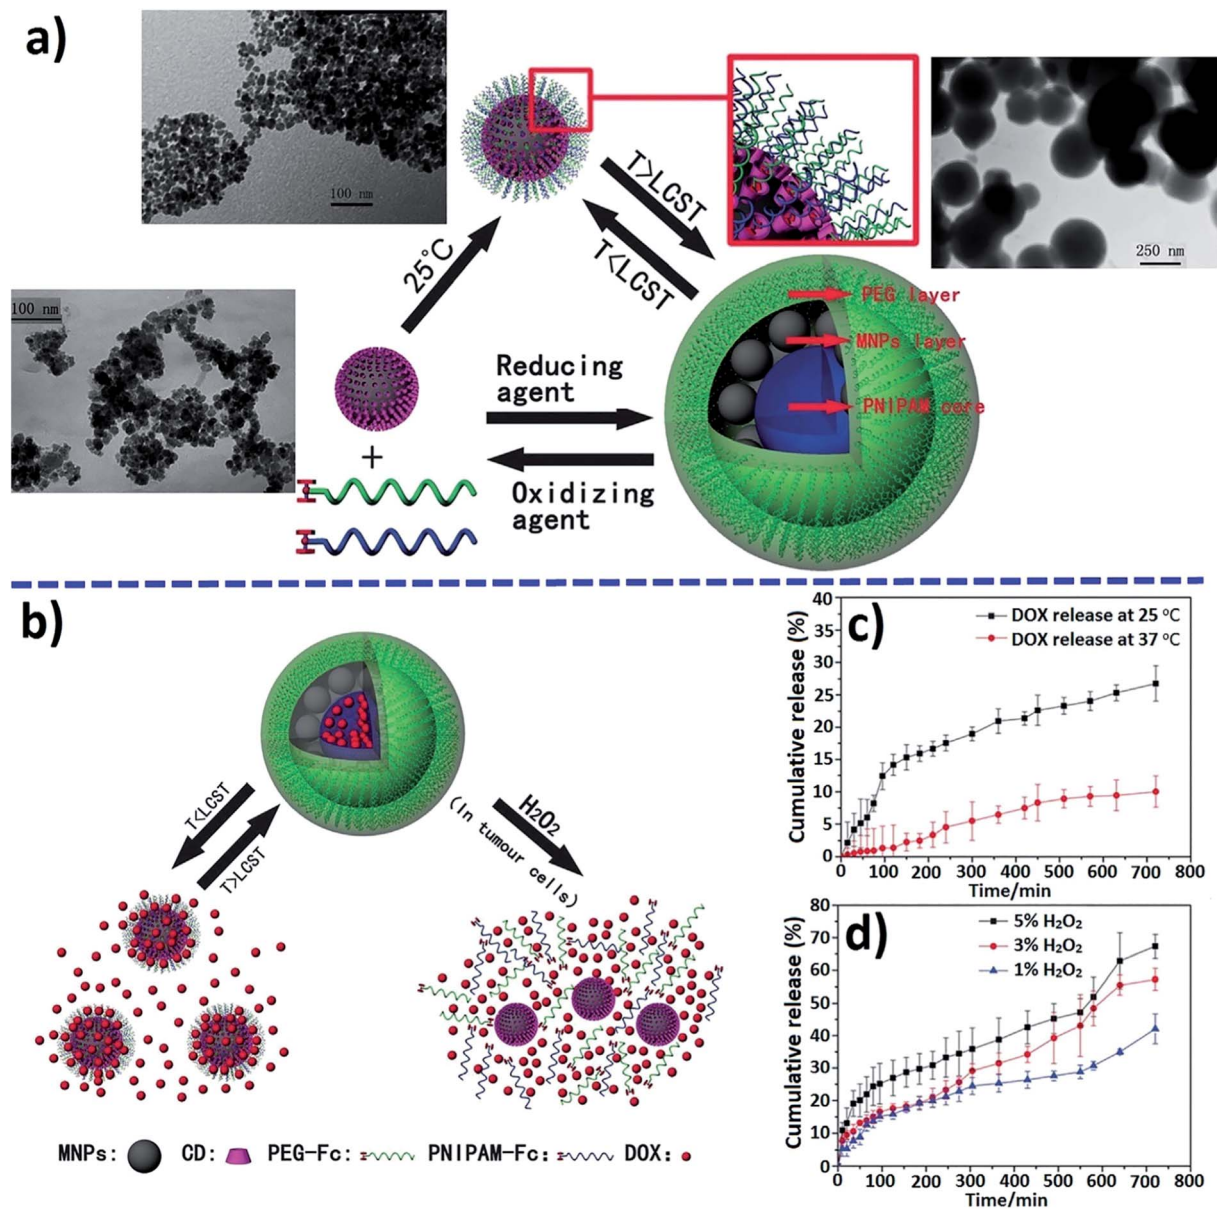 a)
100 nm
T>LCST
T<LCST
250 nm
25°C
100 nm
PEG layer
MNPs layer
PNIPAM core
Reducing
agent
+
Oxidizing
agent
b)
T<LCST
T>LCST
H₂O₂
(In tumour cells)
MNPs: CD: PEG-Fc: PNIPAM-Fc: DOX:
c)
DOX release at 25 ºC
DOX release at 37 ºC
Cumulative release (%)
40
35
30
25
20
15
10
5
0
0 100 200 300 400 500 600 700 800
Time/min
d)
5% H₂O₂
3% H₂O₂
1% H₂O₂
Cumulative release (%)
80
70
60
50
40
30
20
10
0
0 100 200 300 400 500 600 700 800
Time/min